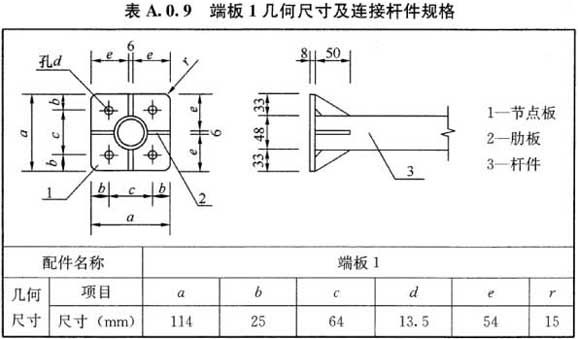 表 A.0.9 端板 1 几何尺寸及连接杆件规格
6
e e r
孔d
b
c
b
a
e
6
e
1
2
b c b
a
8 50
33
48
33
3
1—节点板
2—肋板
3—杆件
配件名称 端板 1
几何尺寸 项目 a b c d e r
尺寸（mm） 114 25 64 13.5 54 15